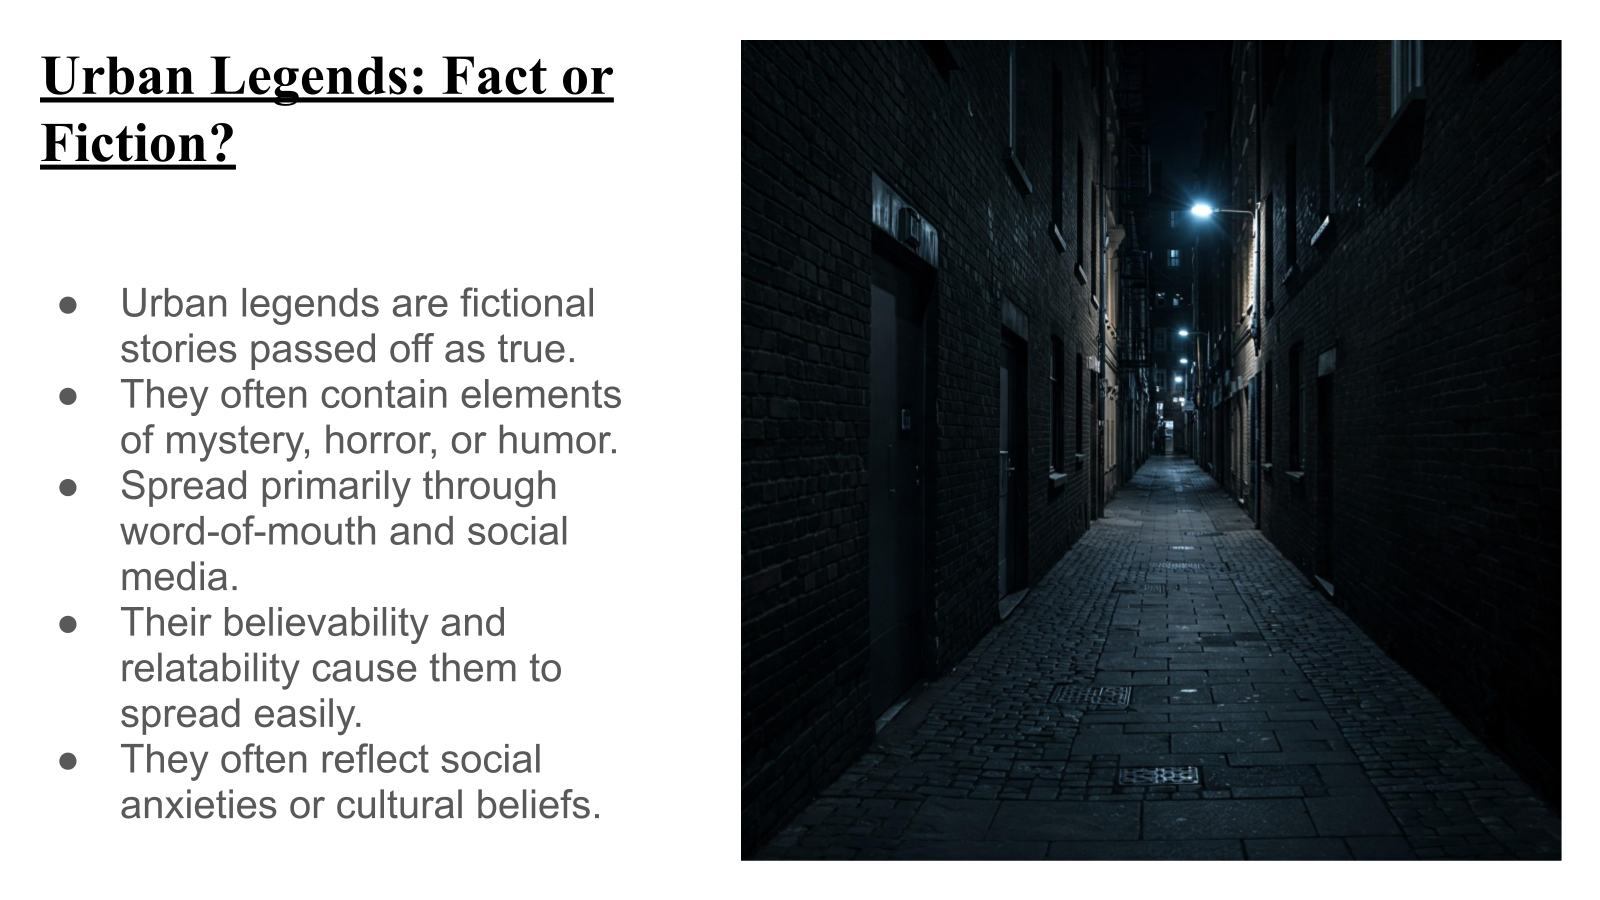 Urban Legends: Fact or
Fiction?
● Urban legends are fictional
stories passed off as true.
● They often contain elements
of mystery, horror, or humor.
● Spread primarily through
word-of-mouth and social
media.
● Their believability and
relatability cause them to
spread easily.
● They often reflect social
anxieties or cultural beliefs.